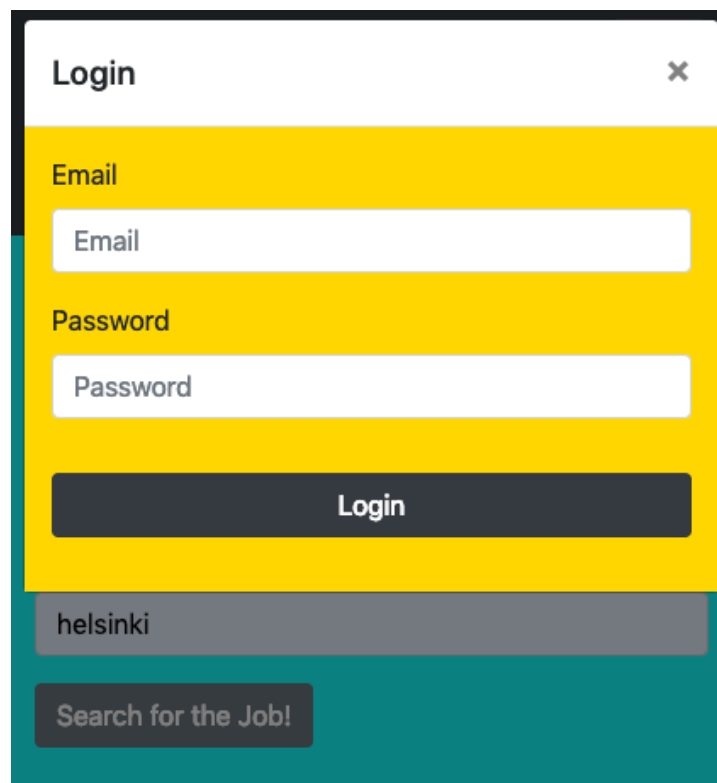 Login ×
Email
Email
Password
Password
Login
helsinki
Search for the Job!